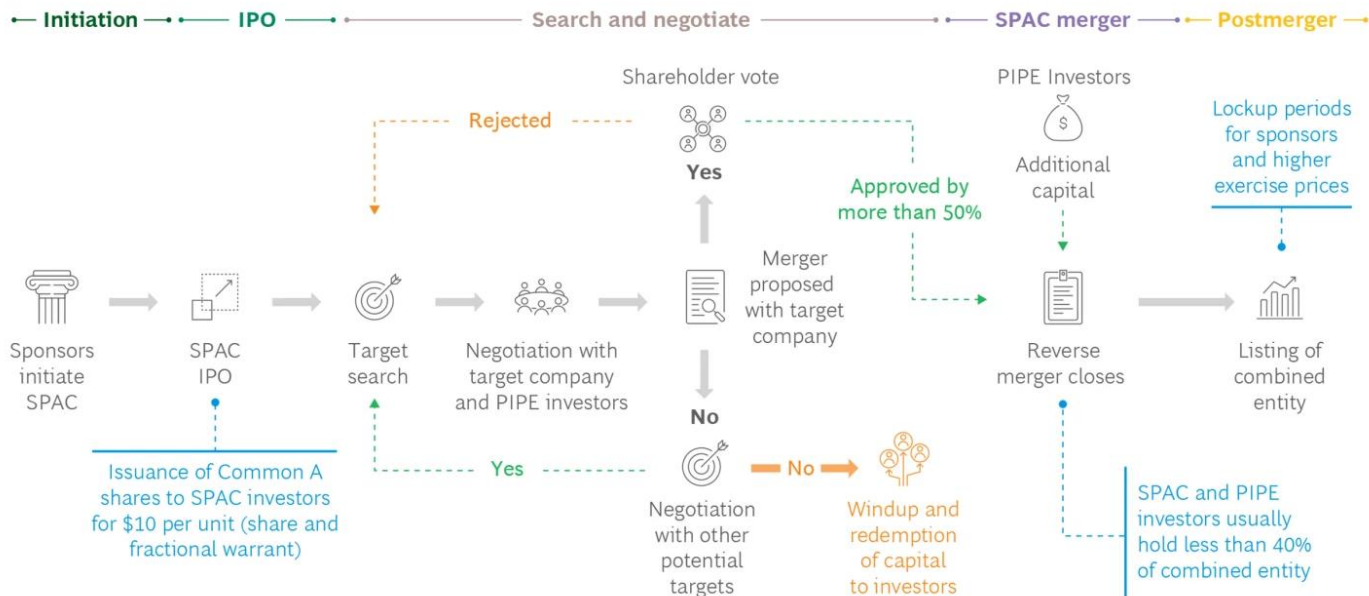 Initiation
IPO
Search and negotiate
SPAC merger
Postmerger
Shareholder vote
Rejected
Yes
Approved by
more than 50%
PIPE Investors
$
Additional
capital
Lockup periods
for sponsors
and higher
exercise prices
Sponsors
initiate
SPAC
SPAC
IPO
Target
search
Negotiation with
target company
and PIPE investors
Merger
proposed
with target
company
Reverse
merger closes
Listing of
combined
entity
Issuance of Common A
shares to SPAC investors
for $10 per unit (share and
fractional warrant)
Yes
No
Negotiation
with other
potential
targets
No
Windup and
redemption
of capital
to investors
SPAC and PIPE
investors usually
hold less than 40%
of combined entity